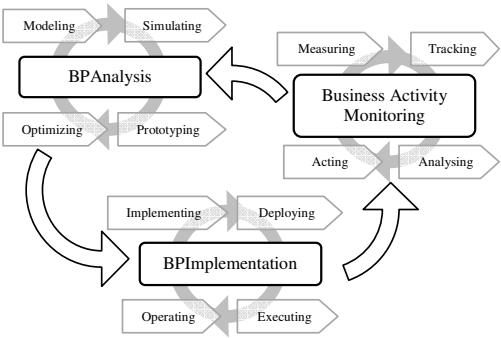 Modeling
Simulating
BPAnalysis
Optimizing
Prototyping
Measuring
Tracking
Business Activity
Monitoring
Acting
Analysing
Implementing
Deploying
BPImplementation
Operating
Executing